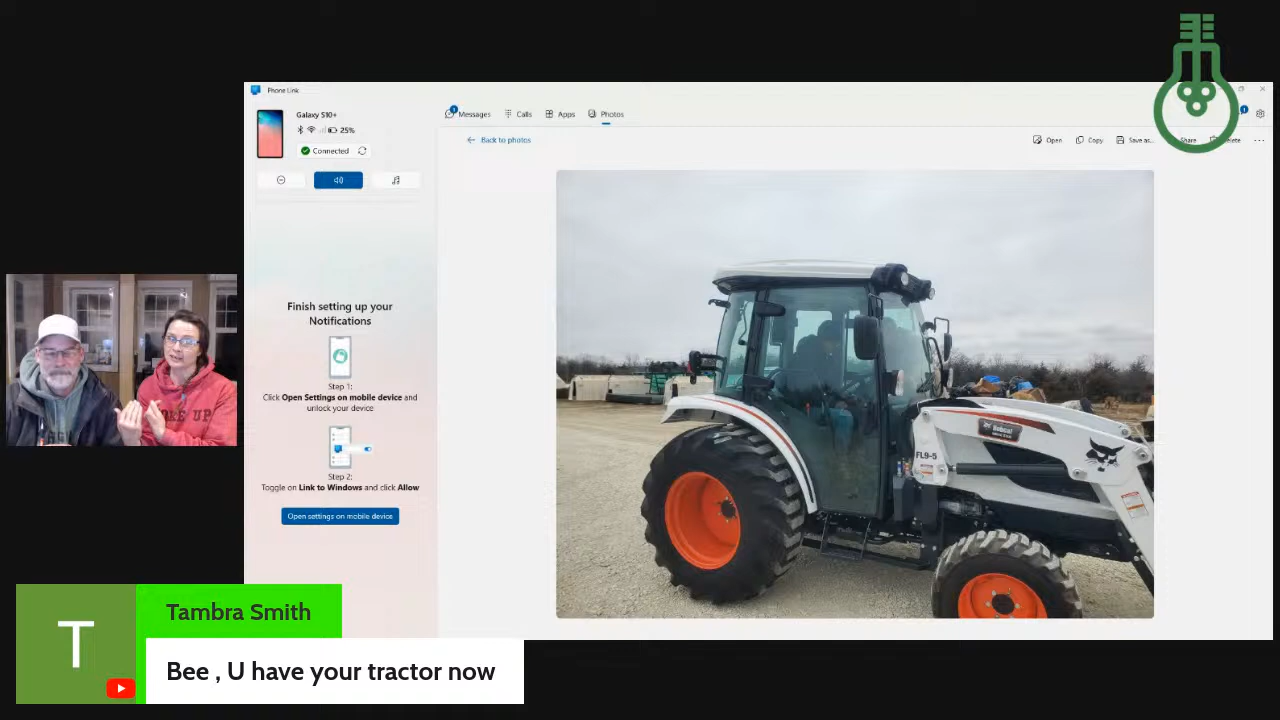 Phone Link
Galaxy S10+
25%
Connected
Messages
Calls
Apps
Photos
Back to photos
Open
Copy
Save as...
Share
Delete
Finish setting up your
Notifications
Step 1:
Click Open Settings on mobile device and
unlock your device
Step 2:
Toggle on Link to Windows and click Allow
Open settings on mobile device
Bobcat
FL9-5
T
Tambra Smith
Bee , U have your tractor now